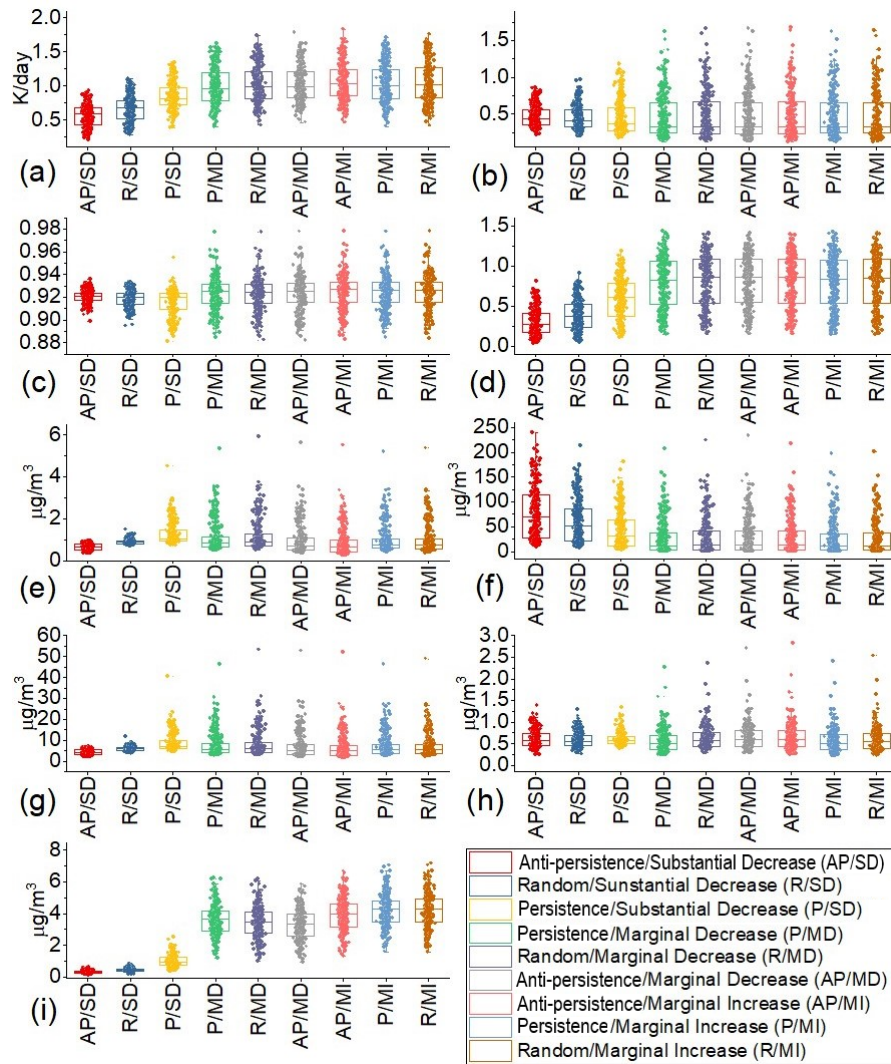 2.0
1.5
1.0
0.5
K/day
(a)
AP/SD
R/SD
P/SD
P/MD
R/MD
AP/MD
AP/MI
P/MI
R/MI
1.5
1.0
0.5
(b)
AP/SD
R/SD
P/SD
P/MD
R/MD
AP/MD
AP/MI
P/MI
R/MI
0.98
0.96
0.94
0.92
0.90
0.88
(c)
AP/SD
R/SD
P/SD
P/MD
R/MD
AP/MD
AP/MI
P/MI
R/MI
1.5
1.0
0.5
0.0
(d)
AP/SD
R/SD
P/SD
P/MD
R/MD
AP/MD
AP/MI
P/MI
R/MI
6
4
2
0
µg/m³
(e)
AP/SD
R/SD
P/SD
P/MD
R/MD
AP/MD
AP/MI
P/MI
R/MI
250
200
150
100
50
0
µg/m³
(f)
AP/SD
R/SD
P/SD
P/MD
R/MD
AP/MD
AP/MI
P/MI
R/MI
60
50
40
30
20
10
0
µg/m³
(g)
AP/SD
R/SD
P/SD
P/MD
R/MD
AP/MD
AP/MI
P/MI
R/MI
3.0
2.5
2.0
1.5
1.0
0.5
0.0
µg/m³
(h)
AP/SD
R/SD
P/SD
P/MD
R/MD
AP/MD
AP/MI
P/MI
R/MI
8
6
4
2
0
µg/m³
(i)
AP/SD
R/SD
P/SD
P/MD
R/MD
AP/MD
AP/MI
P/MI
R/MI
Anti-persistence/Substantial Decrease (AP/SD)
Random/Sunstantial Decrease (R/SD)
Persistence/Substantial Decrease (P/SD)
Persistence/Marginal Decrease (P/MD)
Random/Marginal Decrease (R/MD)
Anti-persistence/Marginal Decrease (AP/MD)
Anti-persistence/Marginal Increase (AP/MI)
Persistence/Marginal Increase (P/MI)
Random/Marginal Increase (R/MI)